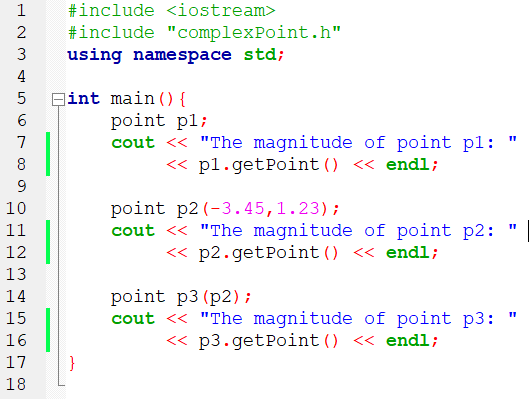 1 #include <iostream>
2 #include "complexPoint.h"
3 using namespace std;
4
5 int main(){
6 point p1;
7 cout << "The magnitude of point p1: "
8 << p1.getPoint() << endl;
9
10 point p2(-3.45,1.23);
11 cout << "The magnitude of point p2: "
12 << p2.getPoint() << endl;
13
14 point p3(p2);
15 cout << "The magnitude of point p3: "
16 << p3.getPoint() << endl;
17 }
18